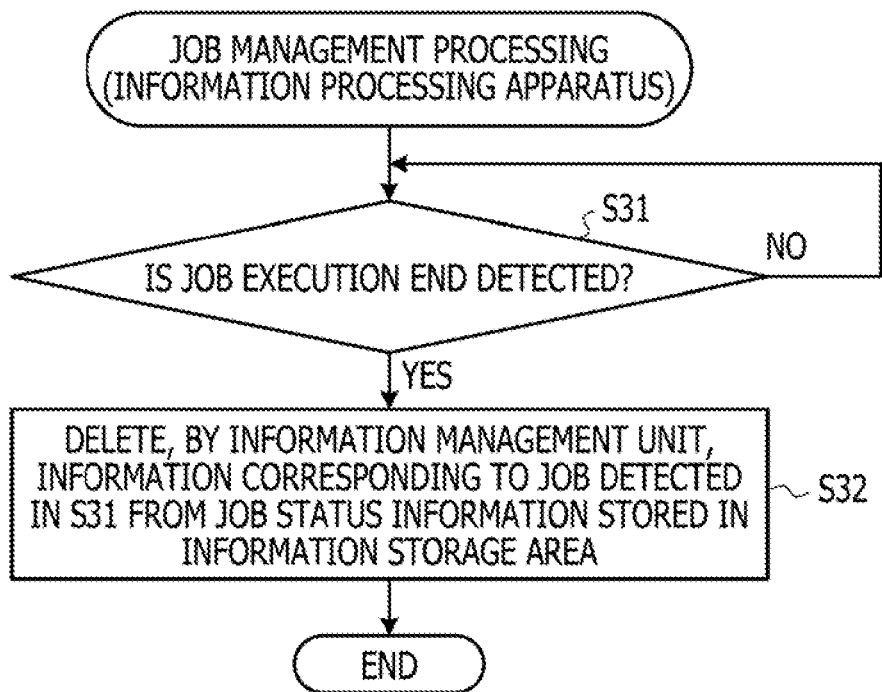 JOB MANAGEMENT PROCESSING
(INFORMATION PROCESSING APPARATUS)
S31
NO
IS JOB EXECUTION END DETECTED?
YES
DELETE, BY INFORMATION MANAGEMENT UNIT,
INFORMATION CORRESPONDING TO JOB DETECTED
IN S31 FROM JOB STATUS INFORMATION STORED IN
INFORMATION STORAGE AREA
S32
END